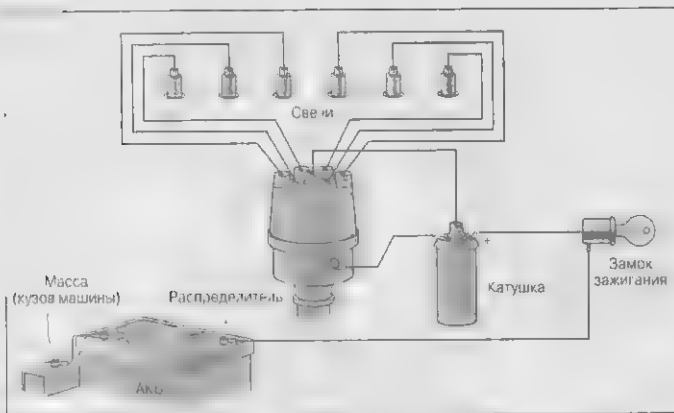 Свечи
Масса
(кузов машины)
Распределитель
Катушка
+
Замок
зажигания
АКБ